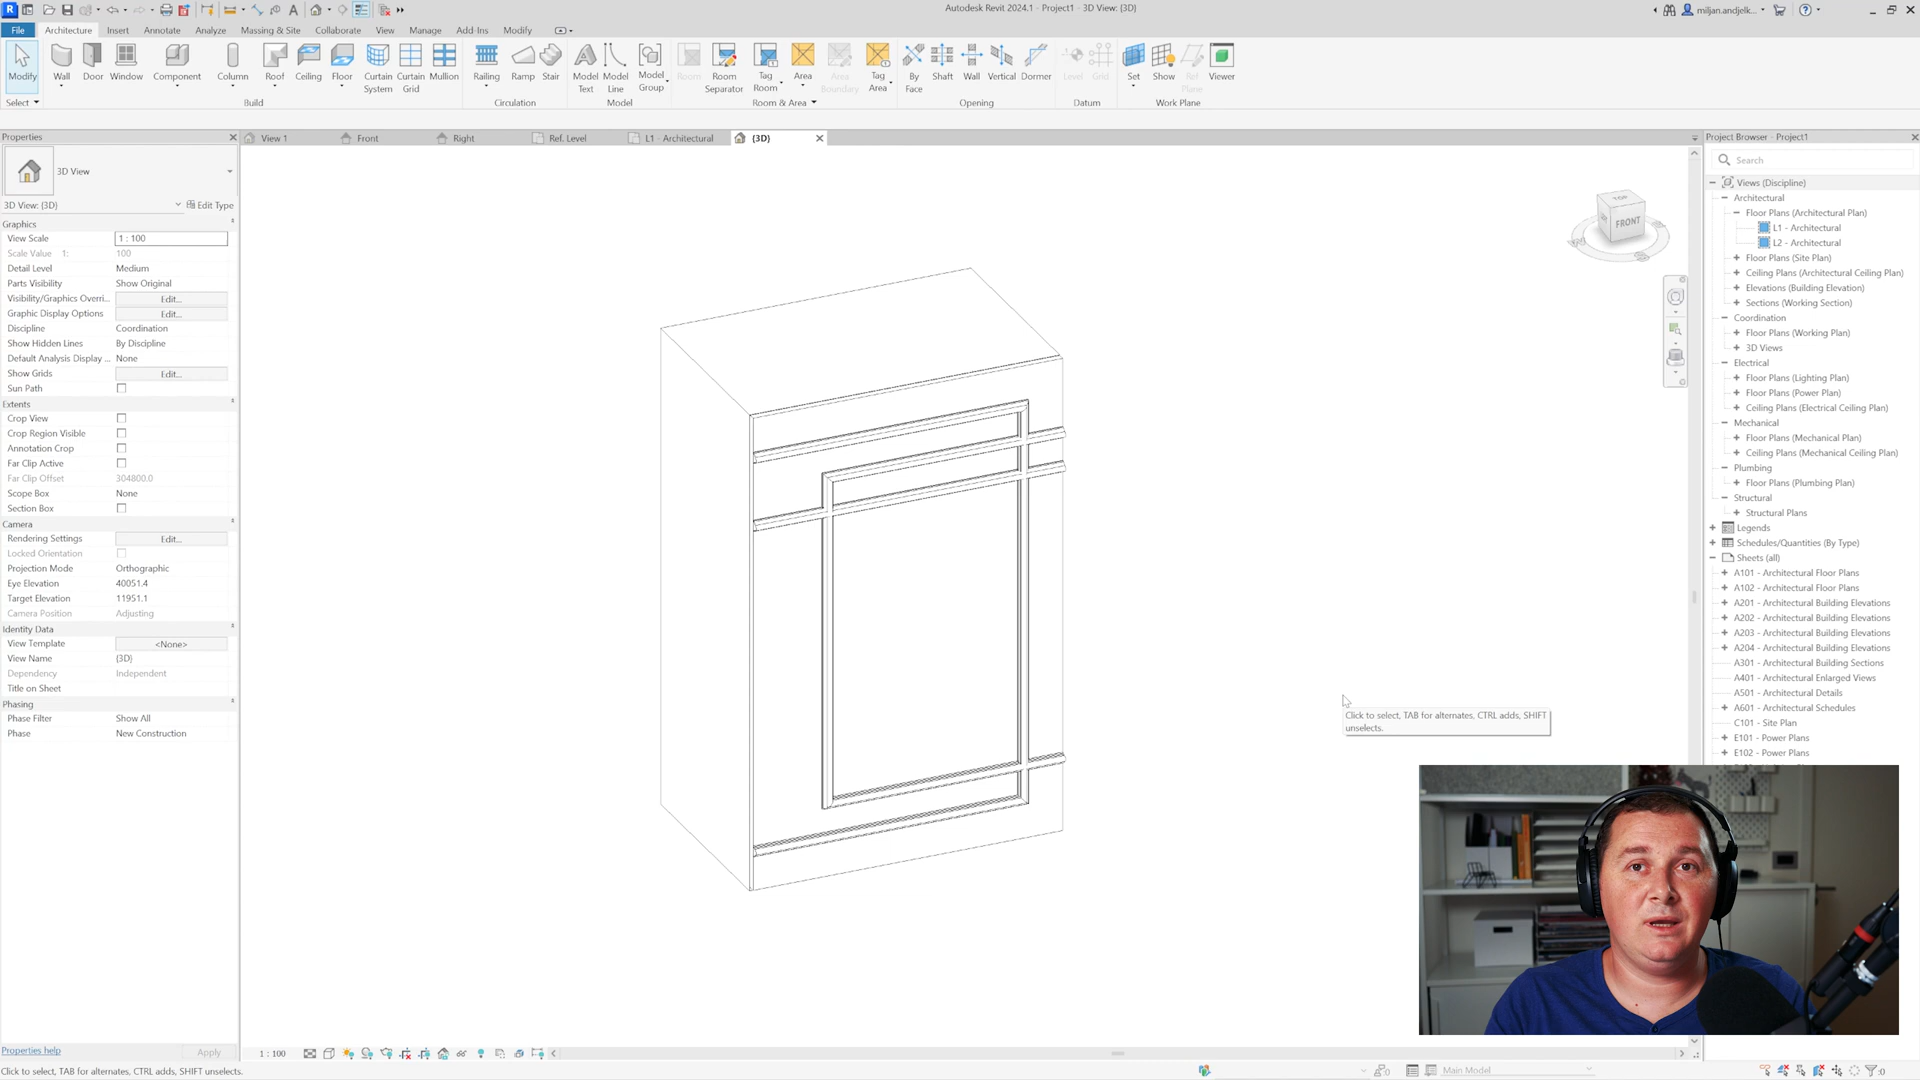 Autodesk Revit 2024.1 - Project1 - 3D View: {3D}
miljan.andjelk...
File Architecture Insert Annotate Analyze Massing & Site Collaborate View Manage Add-Ins Modify
Modify Wall Door Window Component Column Roof Ceiling Floor Curtain System Curtain Grid Mullion Railing Ramp Stair Model Text Model Line Model Group Room Room Separator Tag Room Area Area Boundary Tag Area By Face Shaft Wall Vertical Dormer Level Grid Set Show Ref Plane Viewer
Select Build Circulation Model Room & Area Opening Datum Work Plane
Properties
View 1 Front Right Ref. Level L1 - Architectural {3D}
3D View
3D View: {3D} Edit Type
Graphics
View Scale 1 : 100
Scale Value 1: 100
Detail Level Medium
Parts Visibility Show Original
Visibility/Graphics Overri... Edit...
Graphic Display Options Edit...
Discipline Coordination
Show Hidden Lines By Discipline
Default Analysis Display ... None
Show Grids Edit...
Sun Path
Extents
Crop View
Crop Region Visible
Annotation Crop
Far Clip Active
Far Clip Offset 304800.0
Scope Box None
Section Box
Camera
Rendering Settings Edit...
Locked Orientation
Projection Mode Orthographic
Eye Elevation 40051.4
Target Elevation 11951.1
Camera Position Adjusting
Identity Data
View Template <None>
View Name {3D}
Dependency Independent
Title on Sheet
Phasing
Phase Filter Show All
Phase New Construction
Properties help Apply
TOP
FRONT
Click to select, TAB for alternates, CTRL adds, SHIFT
unselects.
Project Browser - Project1
Search
Views (Discipline)
Architectural
Floor Plans (Architectural Plan)
L1 - Architectural
L2 - Architectural
Floor Plans (Site Plan)
Ceiling Plans (Architectural Ceiling Plan)
Elevations (Building Elevation)
Sections (Working Section)
Coordination
Floor Plans (Working Plan)
3D Views
Electrical
Floor Plans (Lighting Plan)
Floor Plans (Power Plan)
Ceiling Plans (Electrical Ceiling Plan)
Mechanical
Floor Plans (Mechanical Plan)
Ceiling Plans (Mechanical Ceiling Plan)
Plumbing
Floor Plans (Plumbing Plan)
Structural
Structural Plans
Legends
Schedules/Quantities (By Type)
Sheets (all)
A101 - Architectural Floor Plans
A102 - Architectural Floor Plans
A201 - Architectural Building Elevations
A202 - Architectural Building Elevations
A203 - Architectural Building Elevations
A204 - Architectural Building Elevations
A301 - Architectural Building Sections
A401 - Architectural Enlarged Views
A501 - Architectural Details
A601 - Architectural Schedules
C101 - Site Plan
E101 - Power Plans
E102 - Power Plans
1 : 100
Click to select, TAB for alternates, CTRL adds, SHIFT unselects.
:0
Main Model
:0